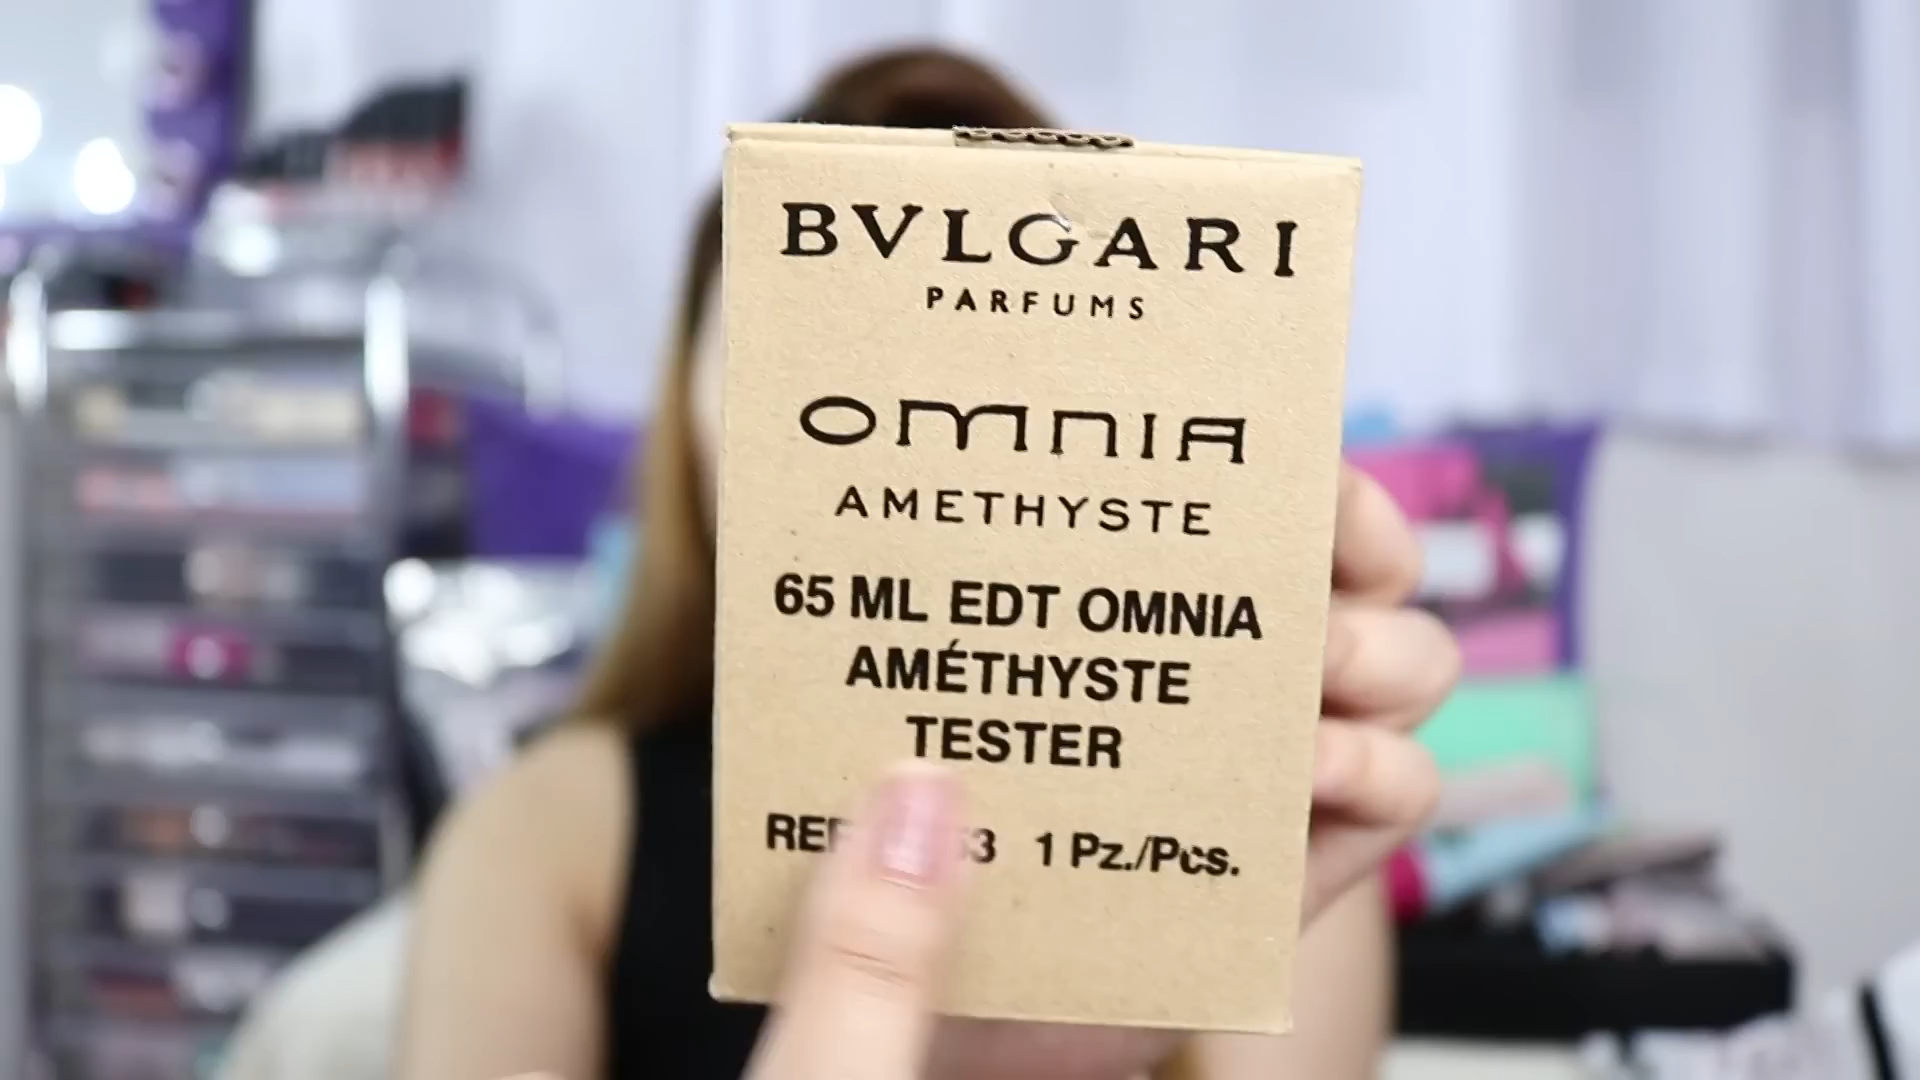 BVLGARI
PARFUMS
OMNIA
AMETHYSTE
65 ML EDT OMNIA
AMÉTHYSTE
TESTER
1 Pz./Pcs.